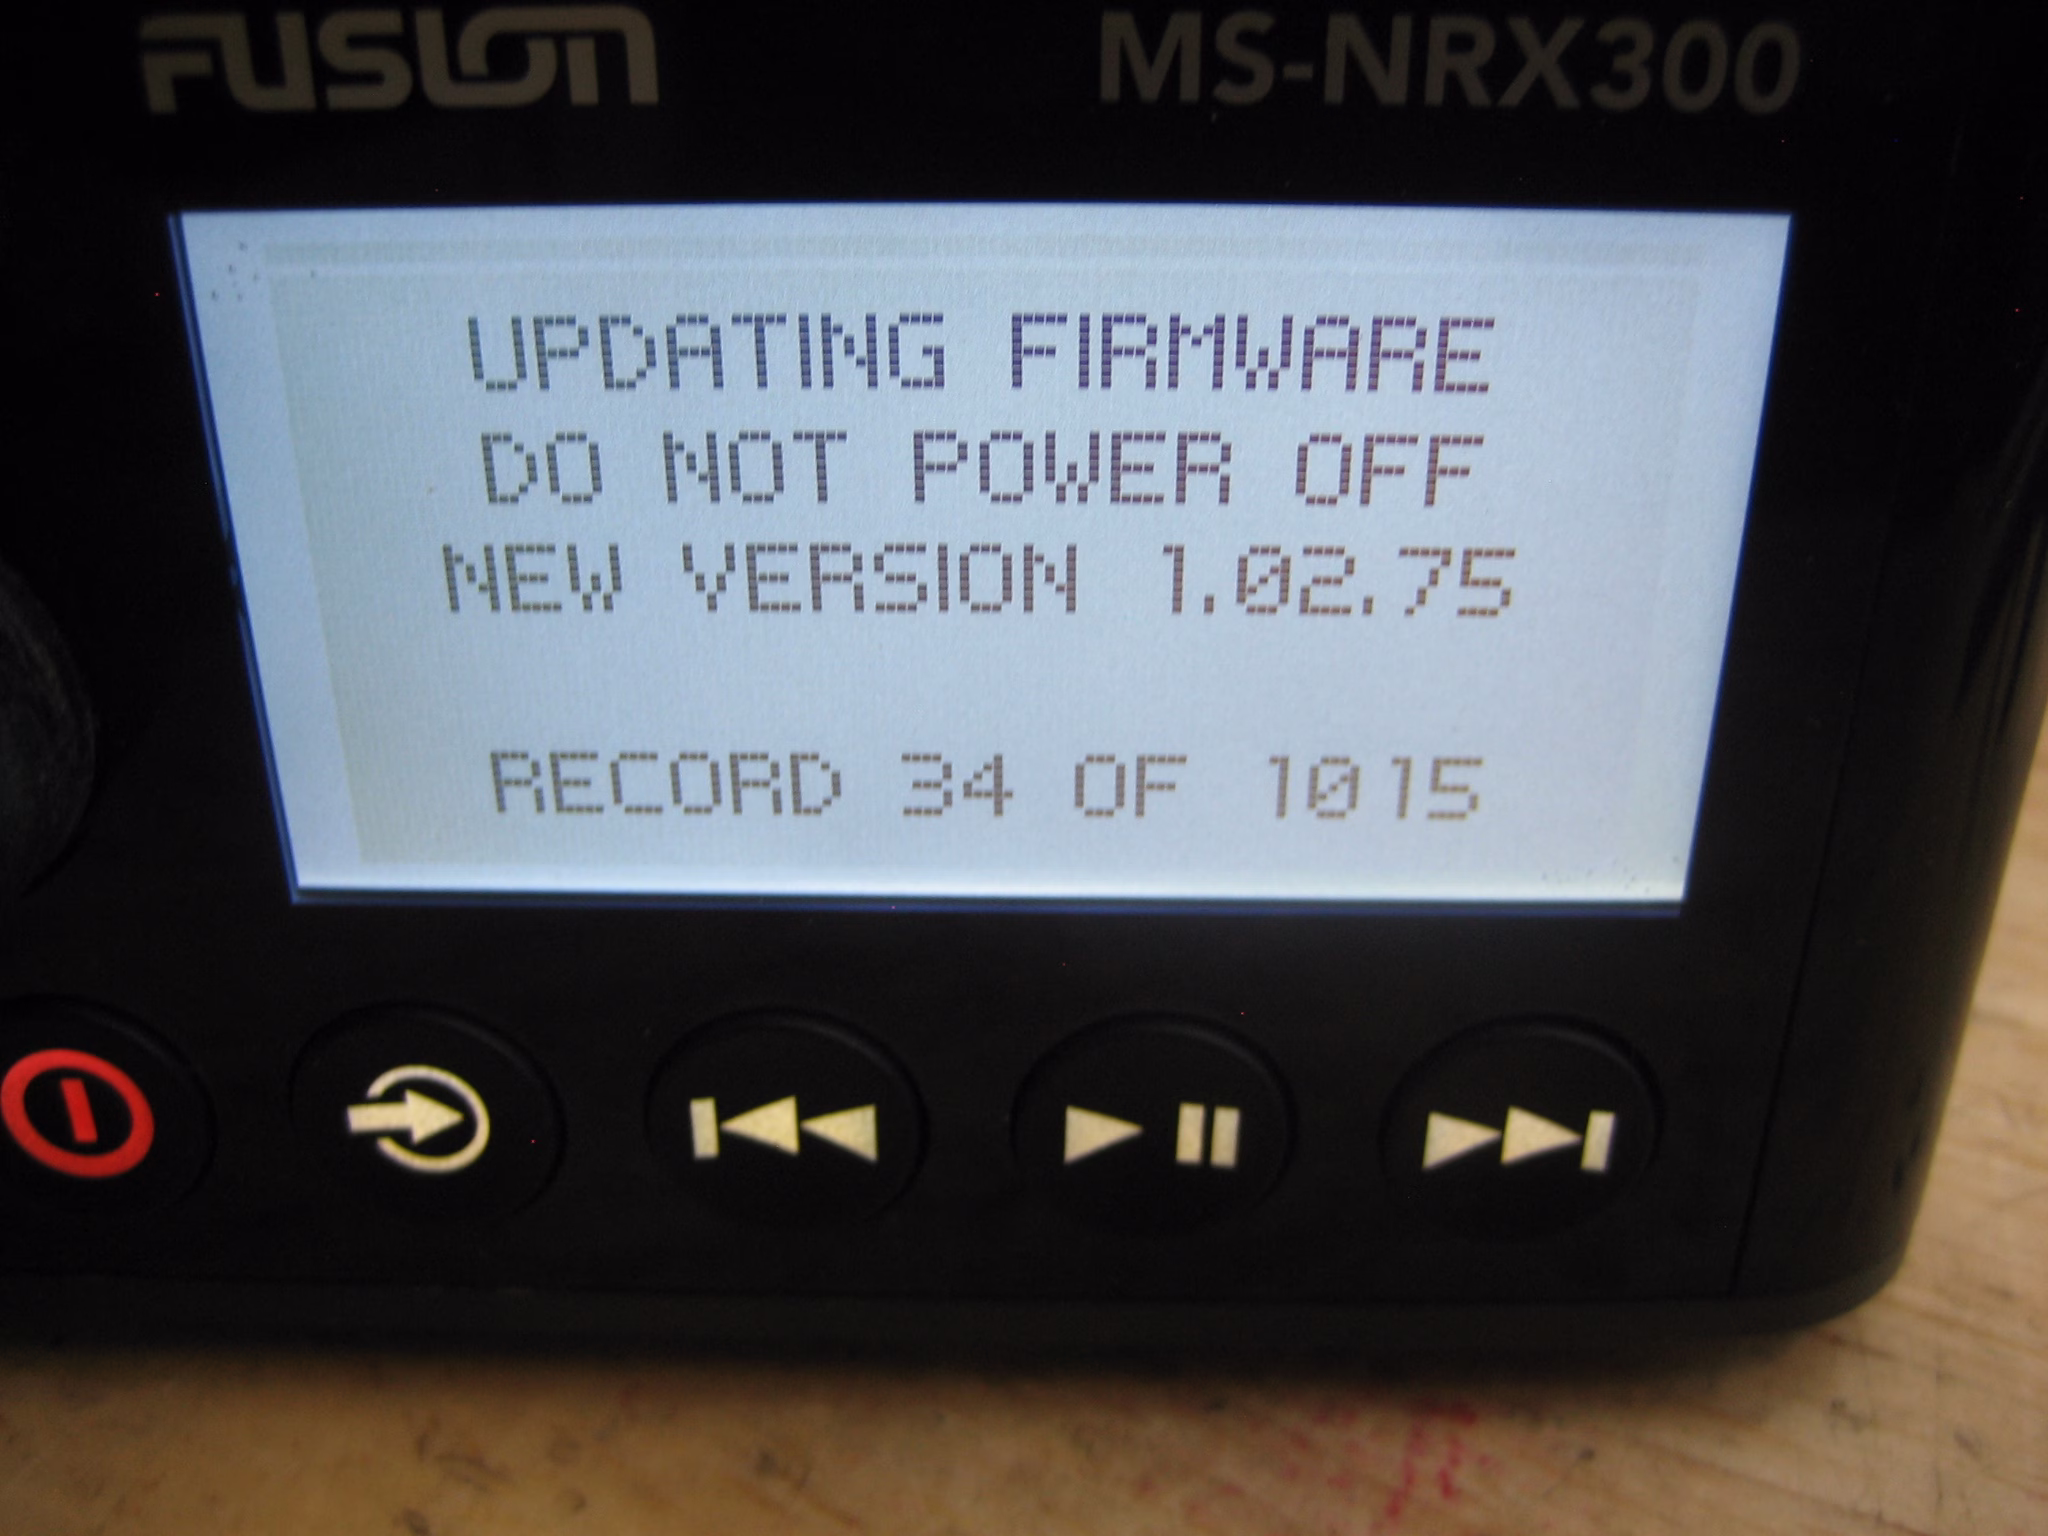 FUSION MS-NRX300
UPDATING FIRMWARE
DO NOT POWER OFF
NEW VERSION 1.02.75
RECORD 34 OF 1015